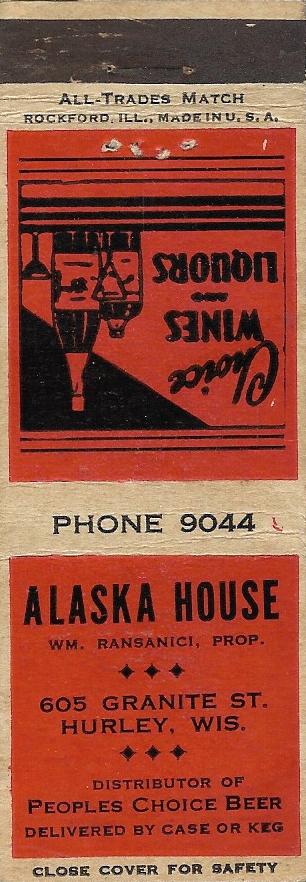 ALL-TRADES MATCH
ROCKFORD, ILL., MADE IN U. S. A.
Choice
WINES
AND
LIQUORS
PHONE 9044
ALASKA HOUSE
WM. RANSANICI, PROP.
605 GRANITE ST.
HURLEY, WIS.
DISTRIBUTOR OF
PEOPLES CHOICE BEER
DELIVERED BY CASE OR KEG
CLOSE COVER FOR SAFETY